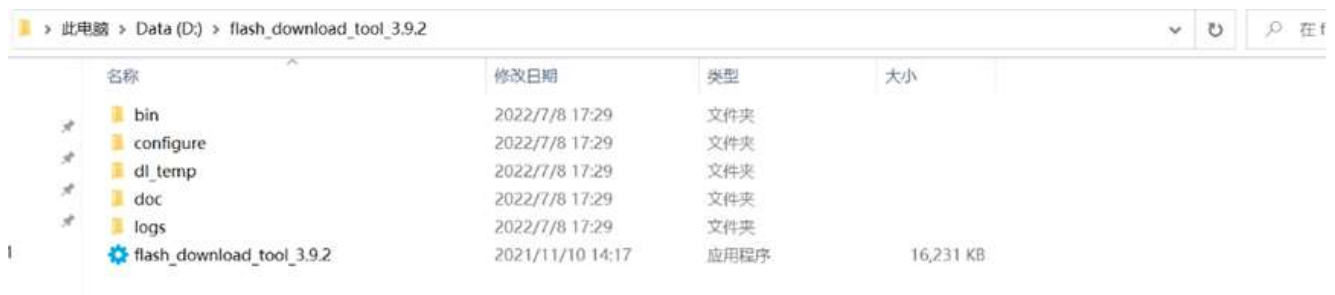 此电脑 > Data (D:) > flash_download_tool_3.9.2 在f
名称 修改日期 类型 大小
bin 2022/7/8 17:29 文件夹
configure 2022/7/8 17:29 文件夹
dl_temp 2022/7/8 17:29 文件夹
doc 2022/7/8 17:29 文件夹
logs 2022/7/8 17:29 文件夹
flash_download_tool_3.9.2 2021/11/10 14:17 应用程序 16,231 KB